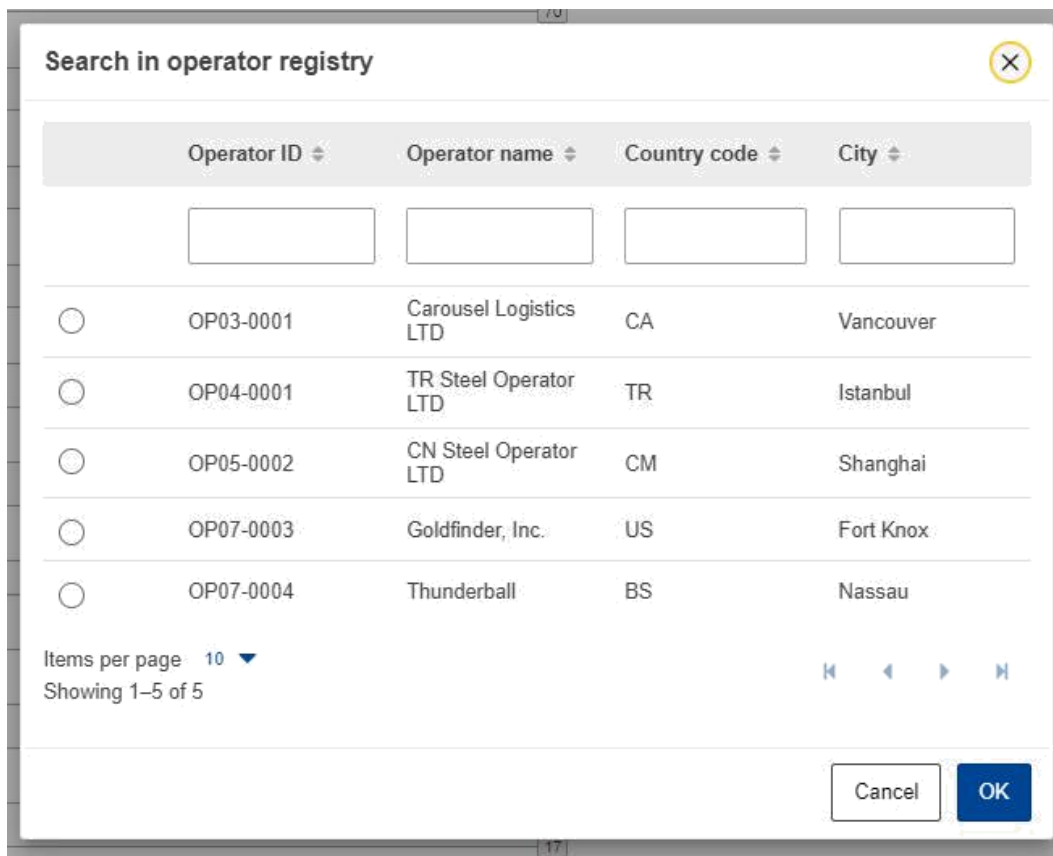 70
Search in operator registry
Operator ID Operator name Country code City
OP03-0001 Carousel Logistics LTD CA Vancouver
OP04-0001 TR Steel Operator LTD TR Istanbul
OP05-0002 CN Steel Operator LTD CM Shanghai
OP07-0003 Goldfinder, Inc. US Fort Knox
OP07-0004 Thunderball BS Nassau
Items per page 10
Showing 1–5 of 5
Cancel OK
17